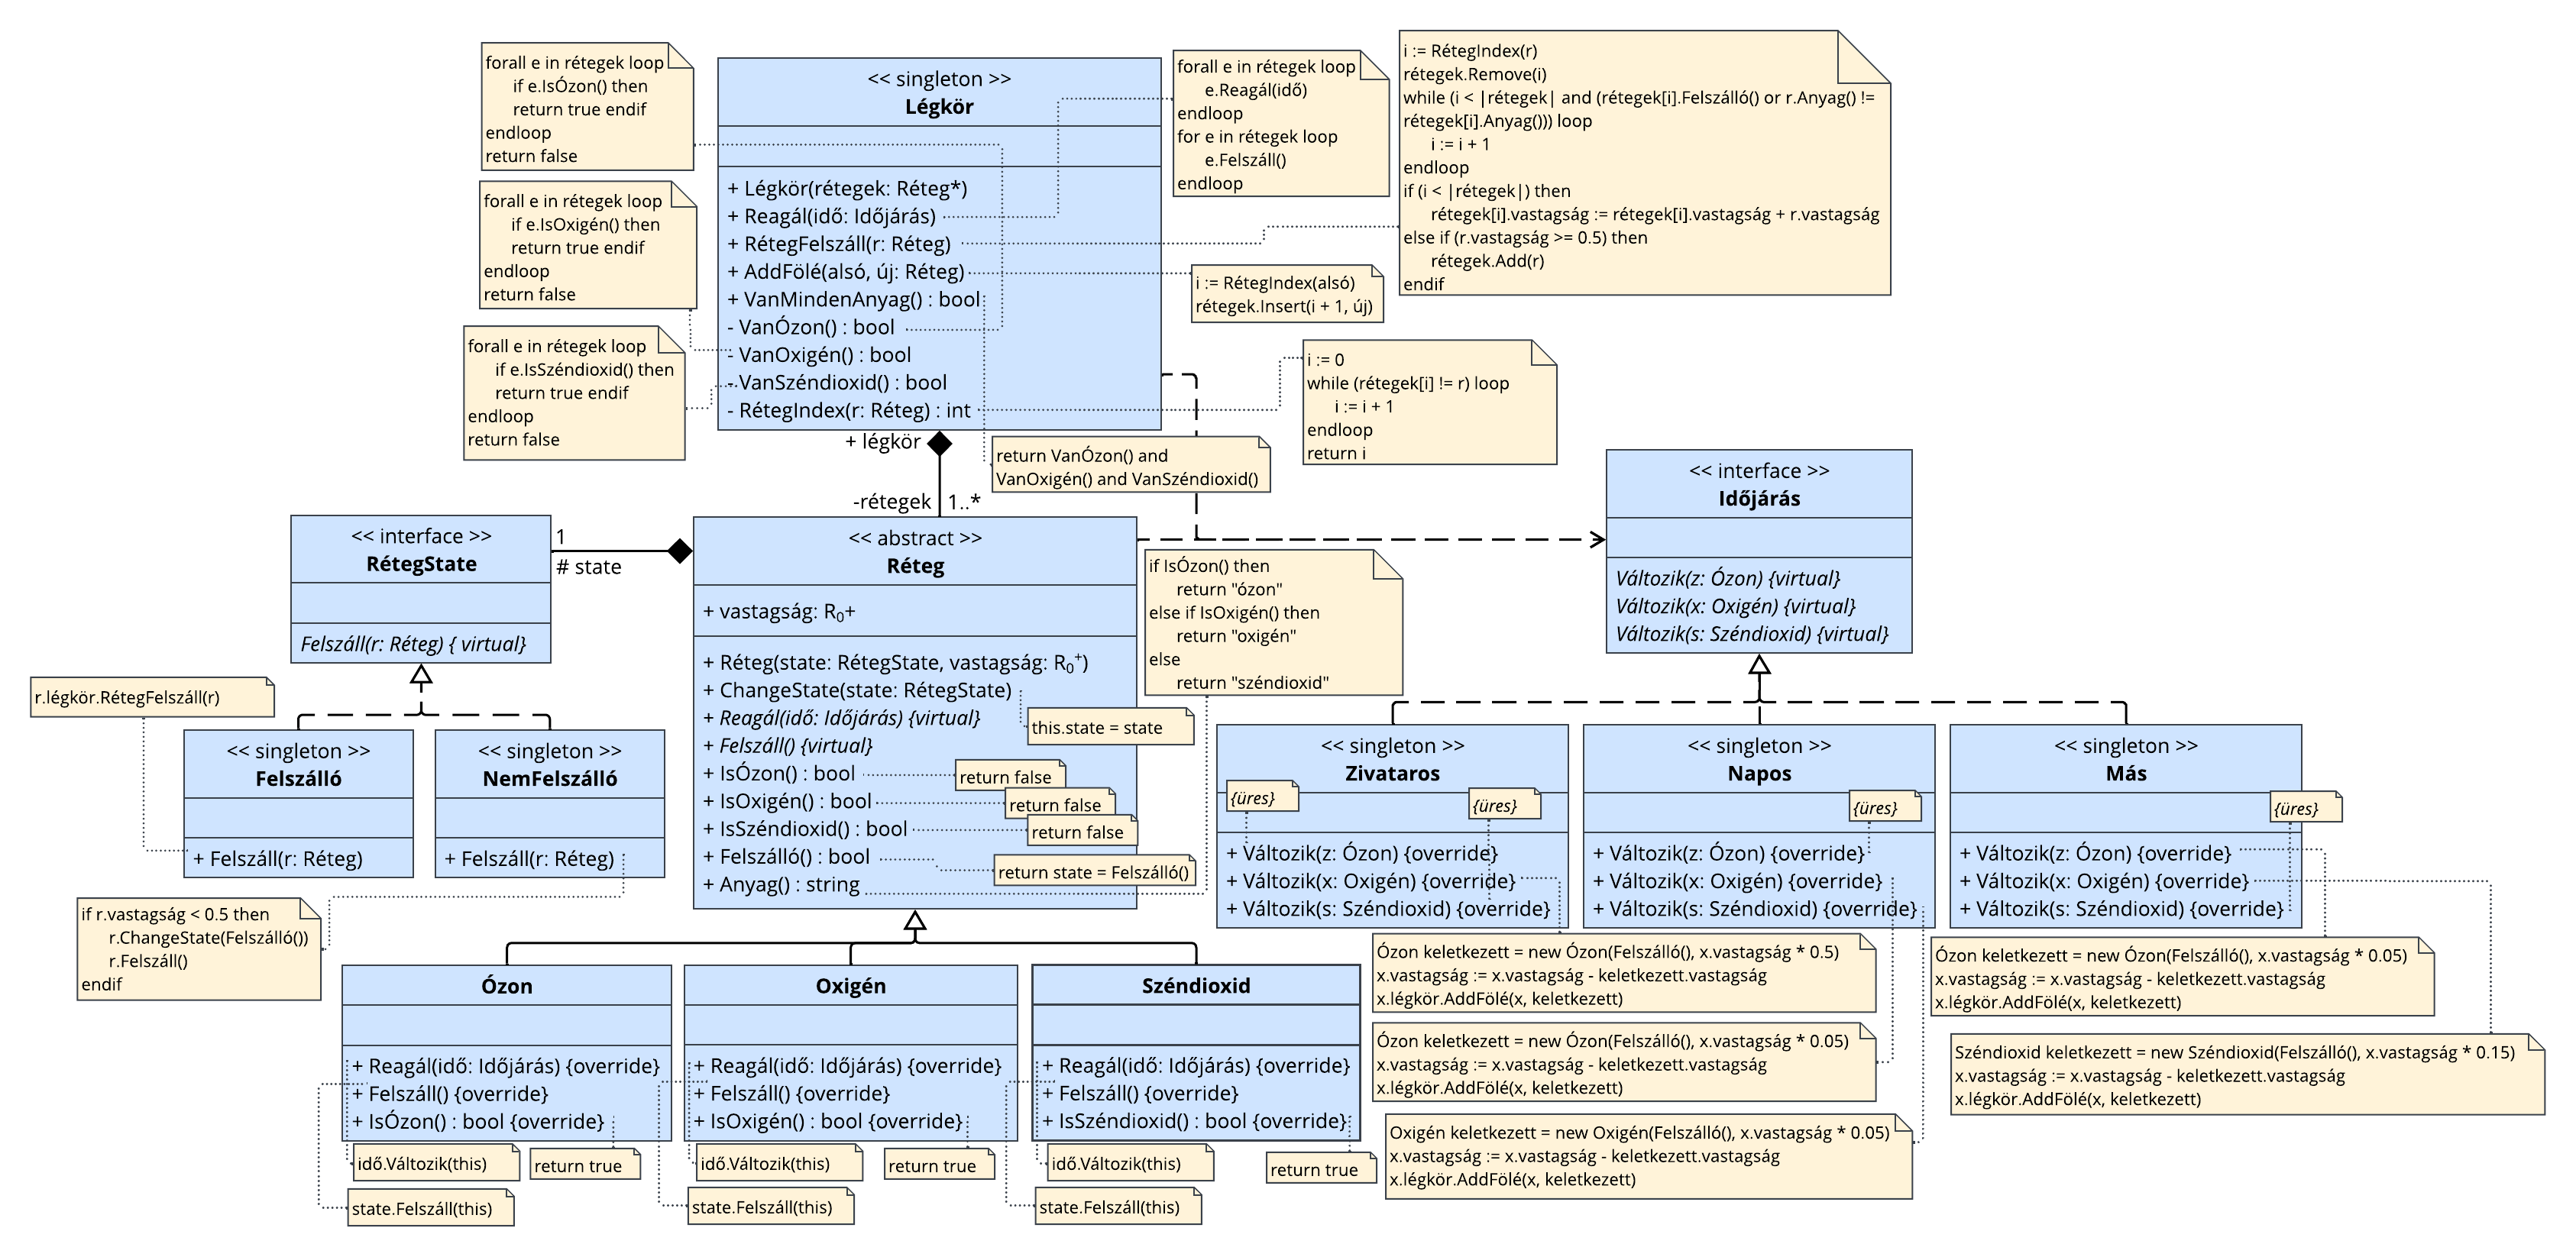 forall e in rétegek loop
if e.IsÓzon() then
return true endif
endloop
return false
forall e in rétegek loop
if e.IsOxigén() then
return true endif
endloop
return false
forall e in rétegek loop
if e.IsSzéndioxid() then
return true endif
endloop
return false
<< singleton >>
Légkör
+ Légkör(rétegek: Réteg*)
+ Reagál(idő: Időjárás)
+ RétegFelszáll(r: Réteg)
+ AddFölé(alsó, új: Réteg)
+ VanMindenAnyag() : bool
- VanÓzon() : bool
- VanOxigén() : bool
- VanSzéndioxid() : bool
- RétegIndex(r: Réteg) : int
forall e in rétegek loop
e.Reagál(idő)
endloop
for e in rétegek loop
e.Felszáll()
endloop
i := RétegIndex(r)
rétegek.Remove(i)
while (i < |rétegek| and (rétegek[i].Felszálló() or r.Anyag() !=
rétegek[i].Anyag())) loop
i := i + 1
endloop
if (i < |rétegek|) then
rétegek[i].vastagság := rétegek[i].vastagság + r.vastagság
else if (r.vastagság >= 0.5) then
rétegek.Add(r)
endif
i := RétegIndex(alsó)
rétegek.Insert(i + 1, új)
i := 0
while (rétegek[i] != r) loop
i := i + 1
endloop
return i
return VanÓzon() and
VanOxigén() and VanSzéndioxid()
+ légkör
-rétegek
1..*
<< interface >>
RétegState
Felszáll(r: Réteg) { virtual}
1
# state
<< abstract >>
Réteg
+ vastagság: R₀+
+ Réteg(state: RétegState, vastagság: R₀⁺)
+ ChangeState(state: RétegState)
+ Reagál(idő: Időjárás) {virtual}
+ Felszáll() {virtual}
+ IsÓzon() : bool
+ IsOxigén() : bool
+ IsSzéndioxid() : bool
+ Felszálló() : bool
+ Anyag() : string
this.state = state
return false
return false
return false
return state = Felszálló()
if IsÓzon() then
return "ózon"
else if IsOxigén() then
return "oxigén"
else
return "széndioxid"
<< interface >>
Időjárás
Változik(z: Ózon) {virtual}
Változik(x: Oxigén) {virtual}
Változik(s: Széndioxid) {virtual}
r.légkör.RétegFelszáll(r)
<< singleton >>
Felszálló
+ Felszáll(r: Réteg)
<< singleton >>
NemFelszálló
+ Felszáll(r: Réteg)
if r.vastagság < 0.5 then
r.ChangeState(Felszálló())
r.Felszáll()
endif
<< singleton >>
Zivataros
{üres}
{üres}
+ Változik(z: Ózon) {override}
+ Változik(x: Oxigén) {override}
+ Változik(s: Széndioxid) {override}
<< singleton >>
Napos
{üres}
+ Változik(z: Ózon) {override}
+ Változik(x: Oxigén) {override}
+ Változik(s: Széndioxid) {override}
<< singleton >>
Más
{üres}
+ Változik(z: Ózon) {override}
+ Változik(x: Oxigén) {override}
+ Változik(s: Széndioxid) {override}
Ózon
+ Reagál(idő: Időjárás) {override}
+ Felszáll() {override}
+ IsÓzon() : bool {override}
idő.Változik(this)
return true
state.Felszáll(this)
Oxigén
+ Reagál(idő: Időjárás) {override}
+ Felszáll() {override}
+ IsOxigén() : bool {override}
idő.Változik(this)
return true
state.Felszáll(this)
Széndioxid
+ Reagál(idő: Időjárás) {override}
+ Felszáll() {override}
+ IsSzéndioxid() : bool {override}
idő.Változik(this)
return true
state.Felszáll(this)
Ózon keletkezett = new Ózon(Felszálló(), x.vastagság * 0.5)
x.vastagság := x.vastagság - keletkezett.vastagság
x.légkör.AddFölé(x, keletkezett)
Ózon keletkezett = new Ózon(Felszálló(), x.vastagság * 0.05)
x.vastagság := x.vastagság - keletkezett.vastagság
x.légkör.AddFölé(x, keletkezett)
Oxigén keletkezett = new Oxigén(Felszálló(), x.vastagság * 0.05)
x.vastagság := x.vastagság - keletkezett.vastagság
x.légkör.AddFölé(x, keletkezett)
Ózon keletkezett = new Ózon(Felszálló(), x.vastagság * 0.05)
x.vastagság := x.vastagság - keletkezett.vastagság
x.légkör.AddFölé(x, keletkezett)
Széndioxid keletkezett = new Széndioxid(Felszálló(), x.vastagság * 0.15)
x.vastagság := x.vastagság - keletkezett.vastagság
x.légkör.AddFölé(x, keletkezett)